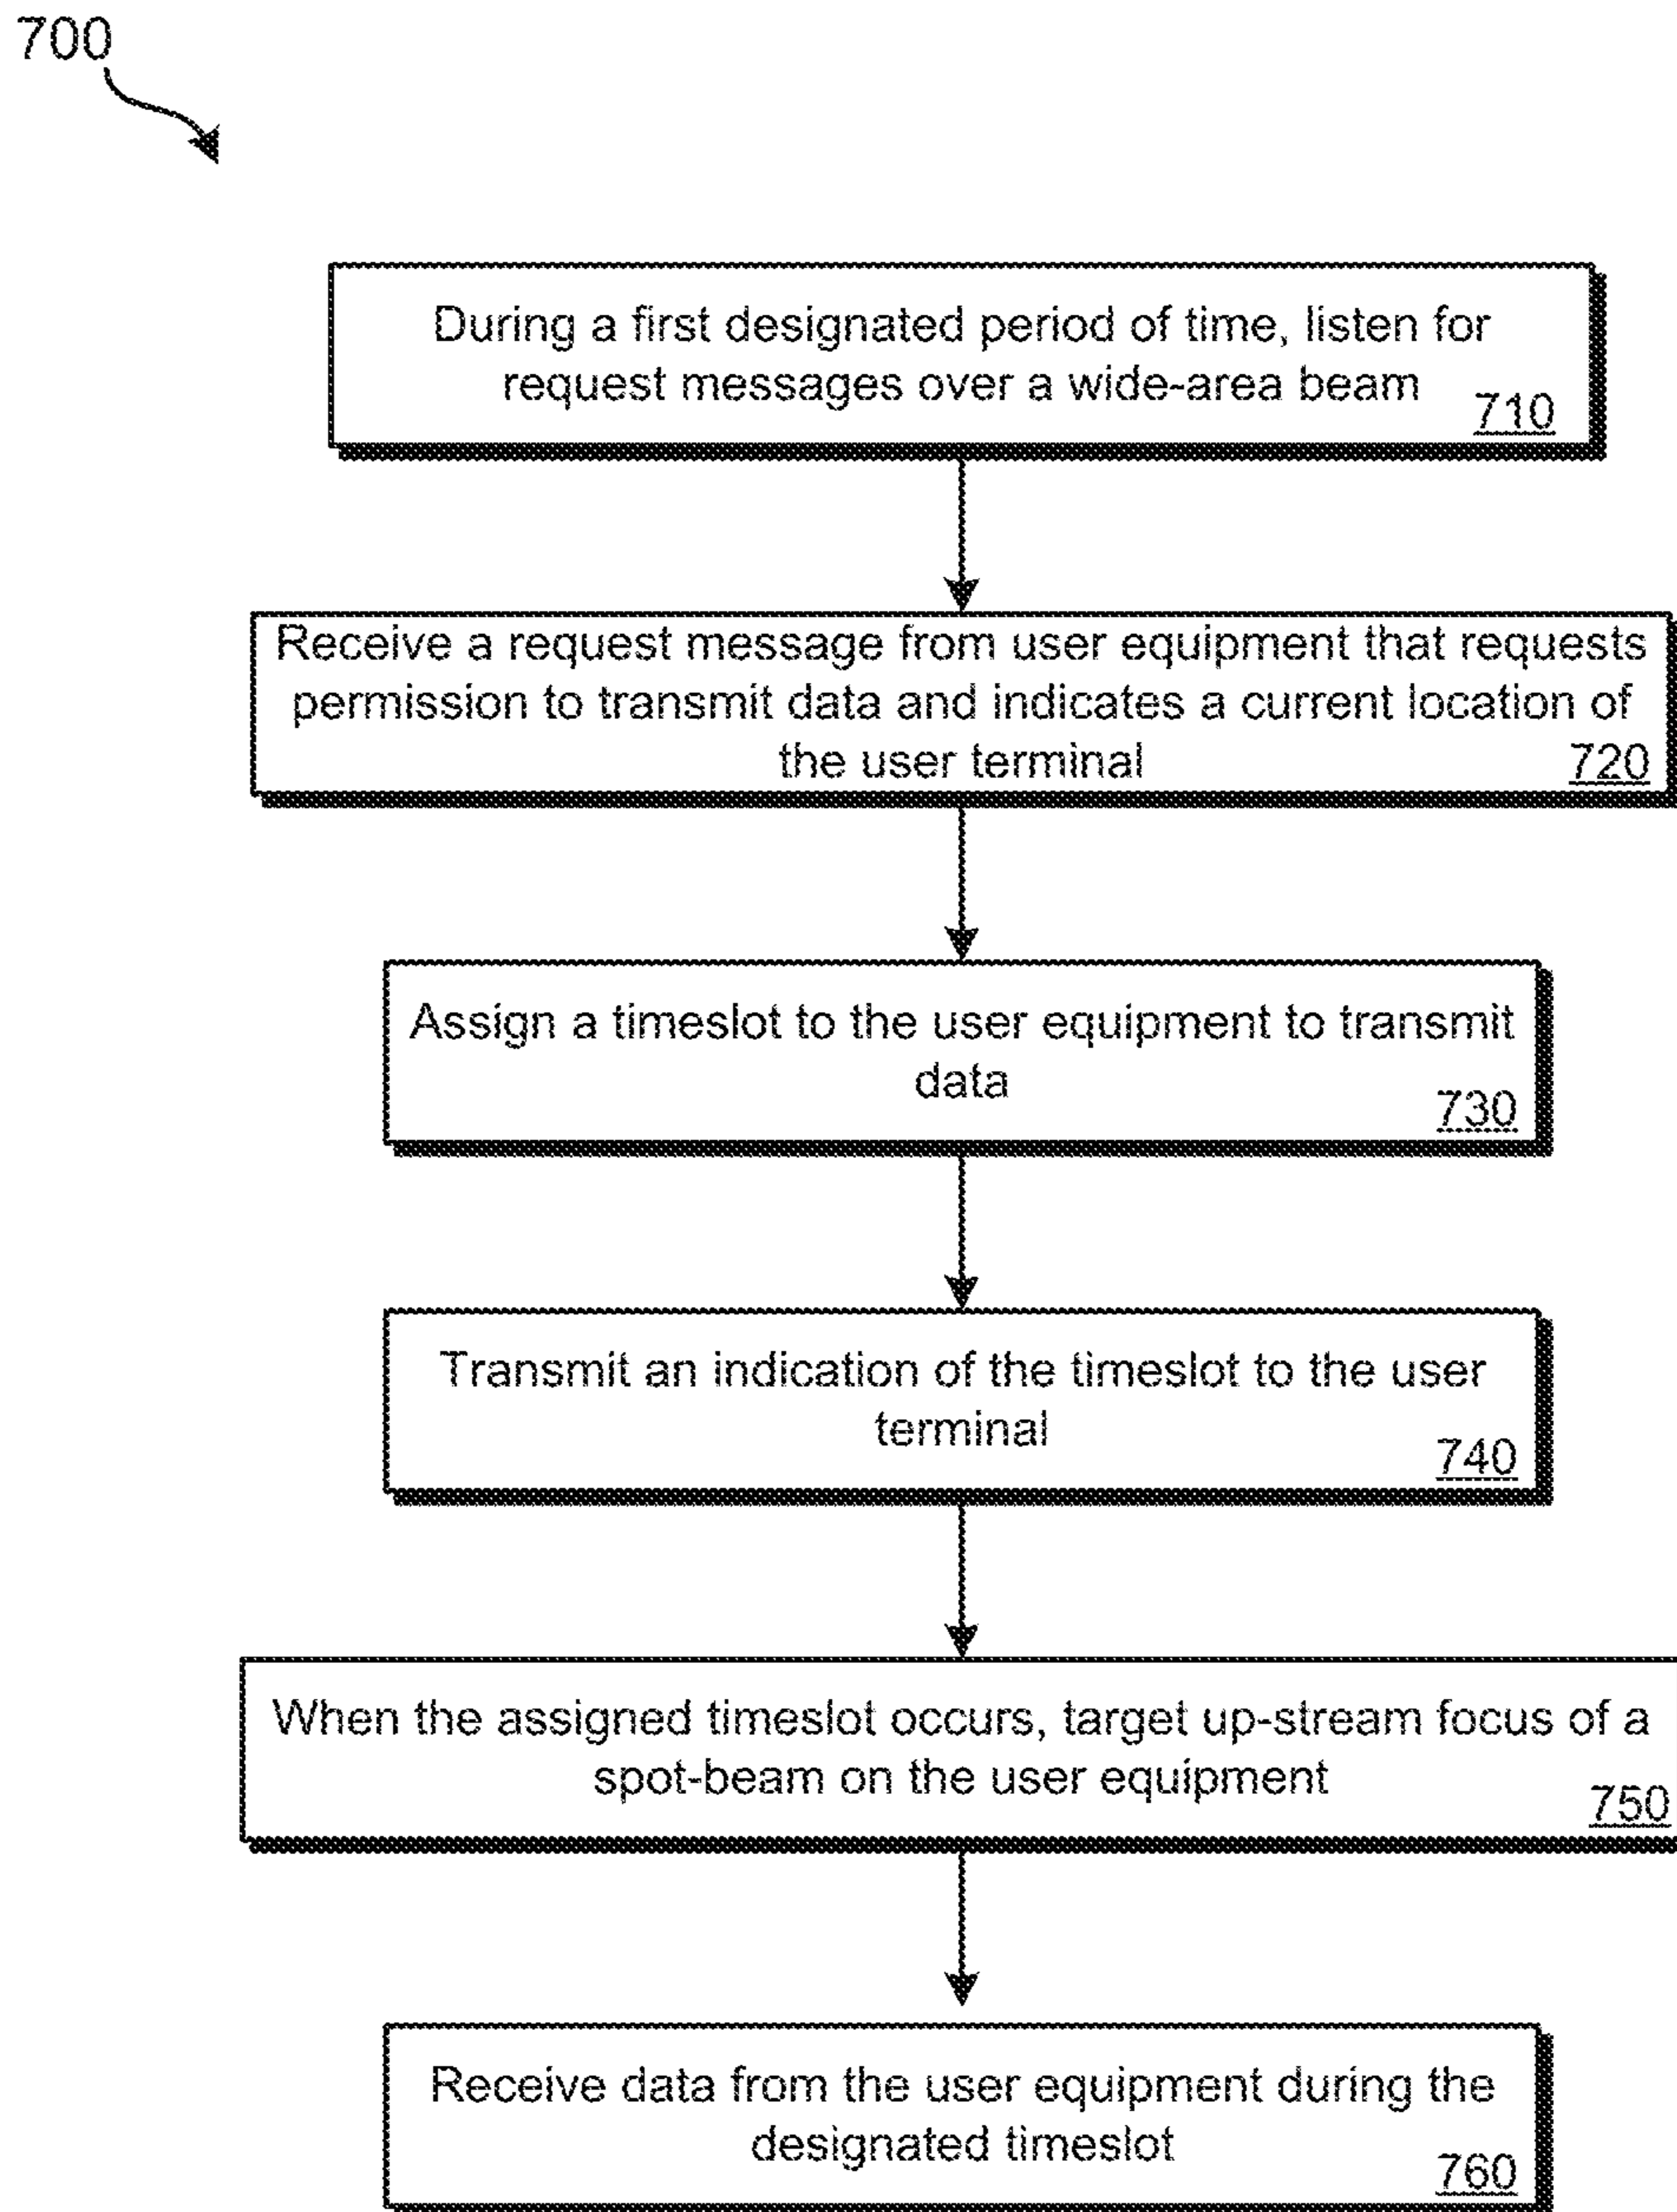 700
During a first designated period of time, listen for
request messages over a wide-area beam
710
Receive a request message from user equipment that requests
permission to transmit data and indicates a current location of
the user terminal
720
Assign a timeslot to the user equipment to transmit
data
730
Transmit an indication of the timeslot to the user
terminal
740
When the assigned timeslot occurs, target up-stream focus of a
spot-beam on the user equipment
750
Receive data from the user equipment during the
designated timeslot
760